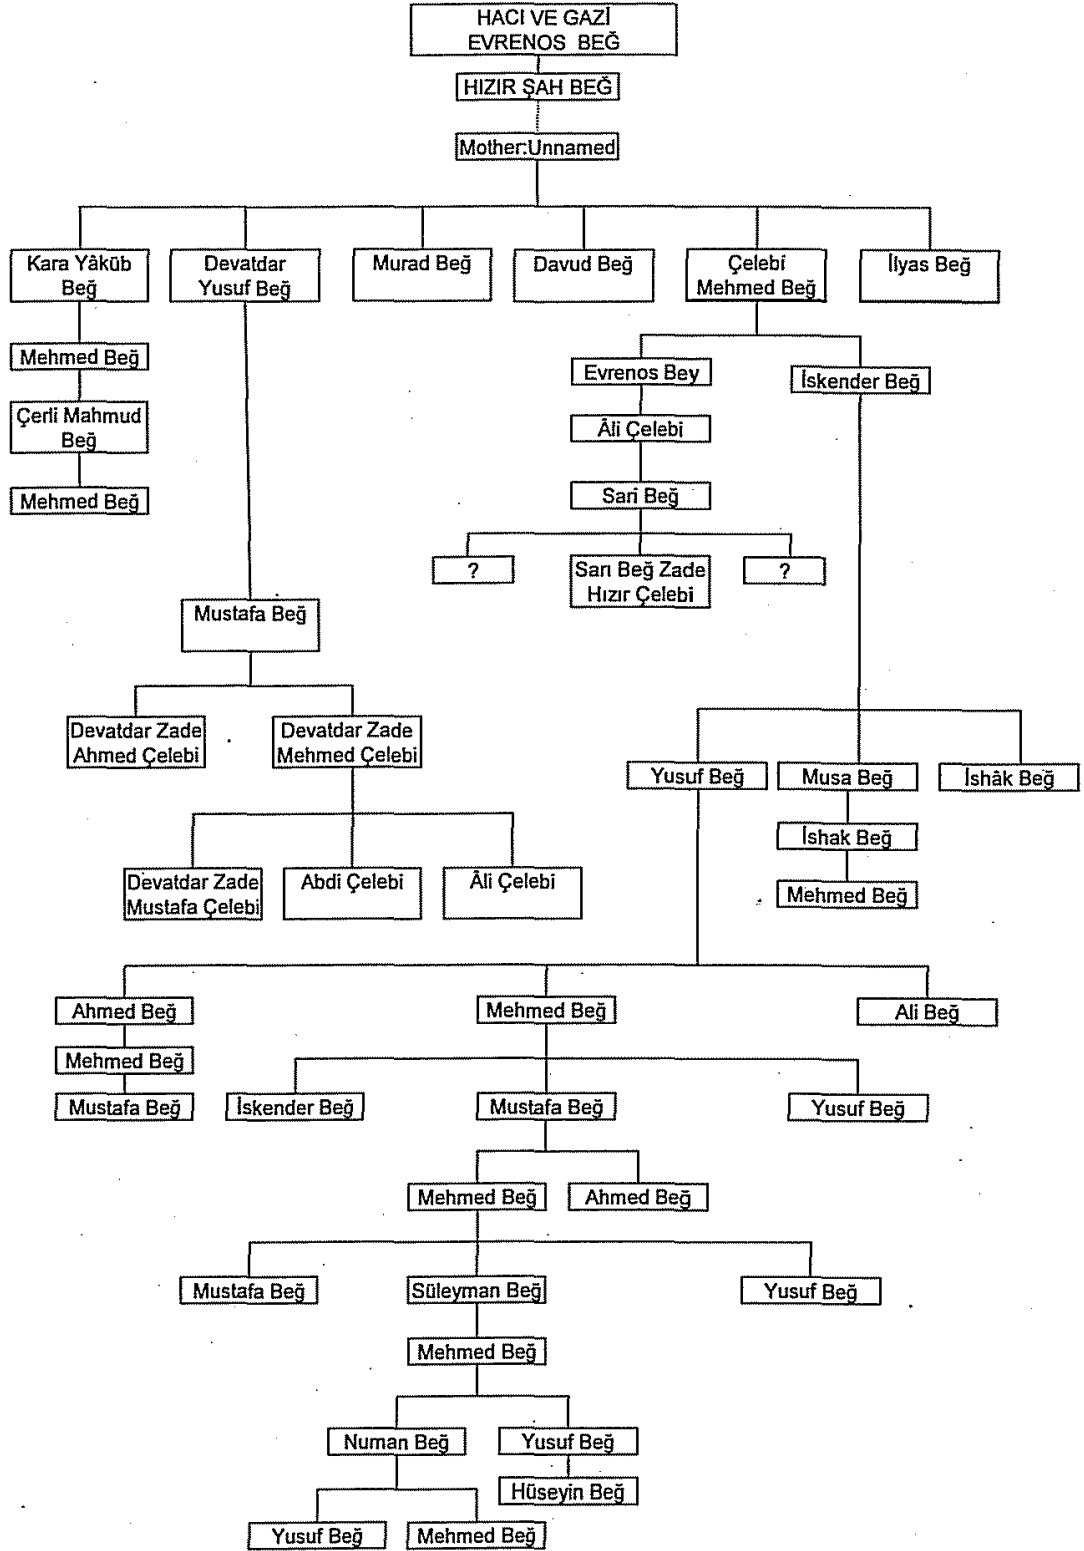 HACI VE GAZİ
EVRENOS BEĞ
HIZIR ŞAH BEĞ
Mother:Unnamed
Kara Yâkûb
Beğ
Devatdar
Yusuf Beğ
Murad Beğ
Davud Beğ
Çelebi
Mehmed Beğ
İlyas Beğ
Mehmed Beğ
Evrenos Bey
İskender Beğ
Çerli Mahmud
Beğ
Âli Çelebi
Mehmed Beğ
Sari Beğ
?
Sarı Beğ Zade
Hızır Çelebi
?
Mustafa Beğ
Devatdar Zade
Ahmed Çelebi
Devatdar Zade
Mehmed Çelebi
Yusuf Beğ
Musa Beğ
İshâk Beğ
İshak Beğ
Devatdar Zade
Mustafa Çelebi
Abdi Çelebi
Âli Çelebi
Mehmed Beğ
Ahmed Beğ
Mehmed Beğ
Ali Beğ
Mehmed Beğ
Mustafa Beğ
İskender Beğ
Mustafa Beğ
Yusuf Beğ
Mehmed Beğ
Ahmed Beğ
Mustafa Beğ
Süleyman Beğ
Yusuf Beğ
Mehmed Beğ
Numan Beğ
Yusuf Beğ
Hüseyin Beğ
Yusuf Beğ
Mehmed Beğ